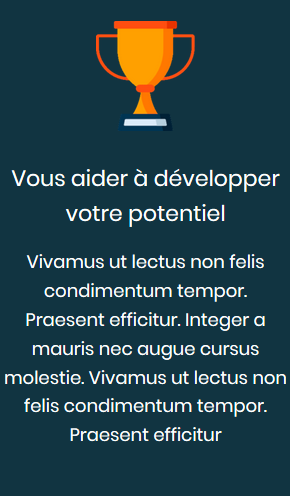 Vous aider à développer
votre potentiel
Vivamus ut lectus non felis
condimentum tempor.
Praesent efficitur. Integer a
mauris nec augue cursus
molestie. Vivamus ut lectus non
felis condimentum tempor.
Praesent efficitur